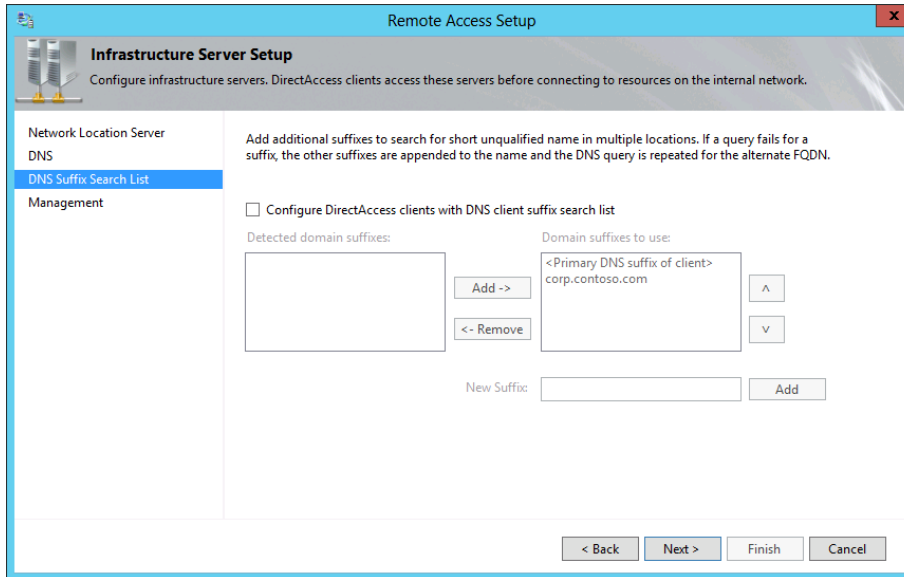 Remote Access Setup
x
Infrastructure Server Setup
Configure infrastructure servers. DirectAccess clients access these servers before connecting to resources on the internal network.
Network Location Server
DNS
DNS Suffix Search List
Management
Add additional suffixes to search for short unqualified name in multiple locations. If a query fails for a
suffix, the other suffixes are appended to the name and the DNS query is repeated for the alternate FQDN.
Configure DirectAccess clients with DNS client suffix search list
Detected domain suffixes:
Domain suffixes to use:
<Primary DNS suffix of client>
corp.contoso.com
Add ->
<- Remove
˄
˅
New Suffix:
Add
< Back
Next >
Finish
Cancel